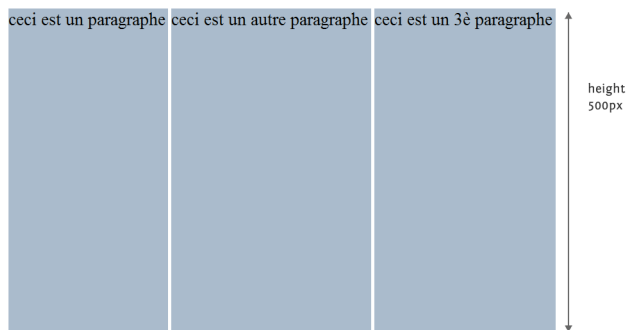 ceci est un paragraphe
ceci est un autre paragraphe
ceci est un 3è paragraphe
height
500px